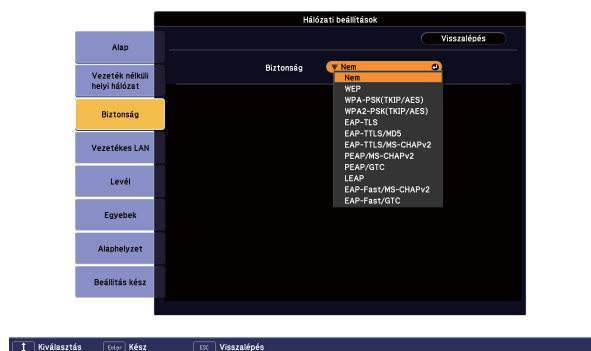 Hálózati beállítások
Visszalépés
Alap
Vezeték nélküli
helyi hálózat
Biztonság
Vezetékes LAN
Levél
Egyebek
Alaphelyzet
Beállítás kész
Biztonság
Nem
Nem
WEP
WPA-PSK(TKIP/AES)
WPA2-PSK(TKIP/AES)
EAP-TLS
EAP-TTLS/MD5
EAP-TTLS/MS-CHAPv2
PEAP/MS-CHAPv2
PEAP/GTC
LEAP
EAP-Fast/MS-CHAPv2
EAP-Fast/GTC
Kiválasztás Enter Kész ESC Visszalépés